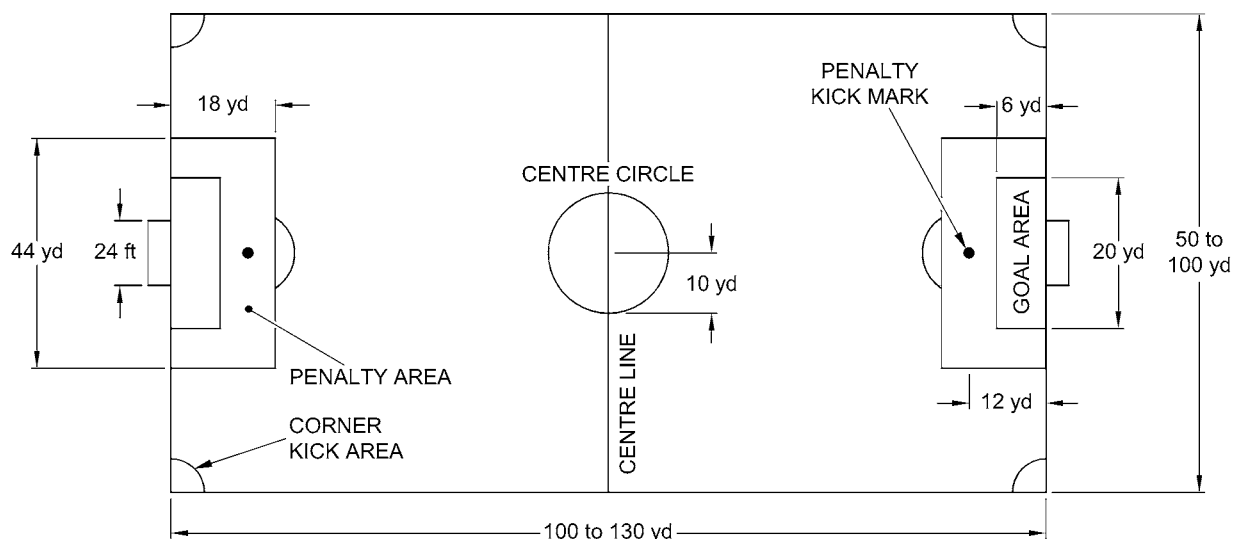 PENALTY
KICK MARK
18 yd
6 yd
CENTRE CIRCLE
44 yd
24 ft
10 yd
GOAL AREA
20 yd
50 to
100 yd
PENALTY AREA
CENTRE LINE
12 yd
CORNER
KICK AREA
100 to 130 yd